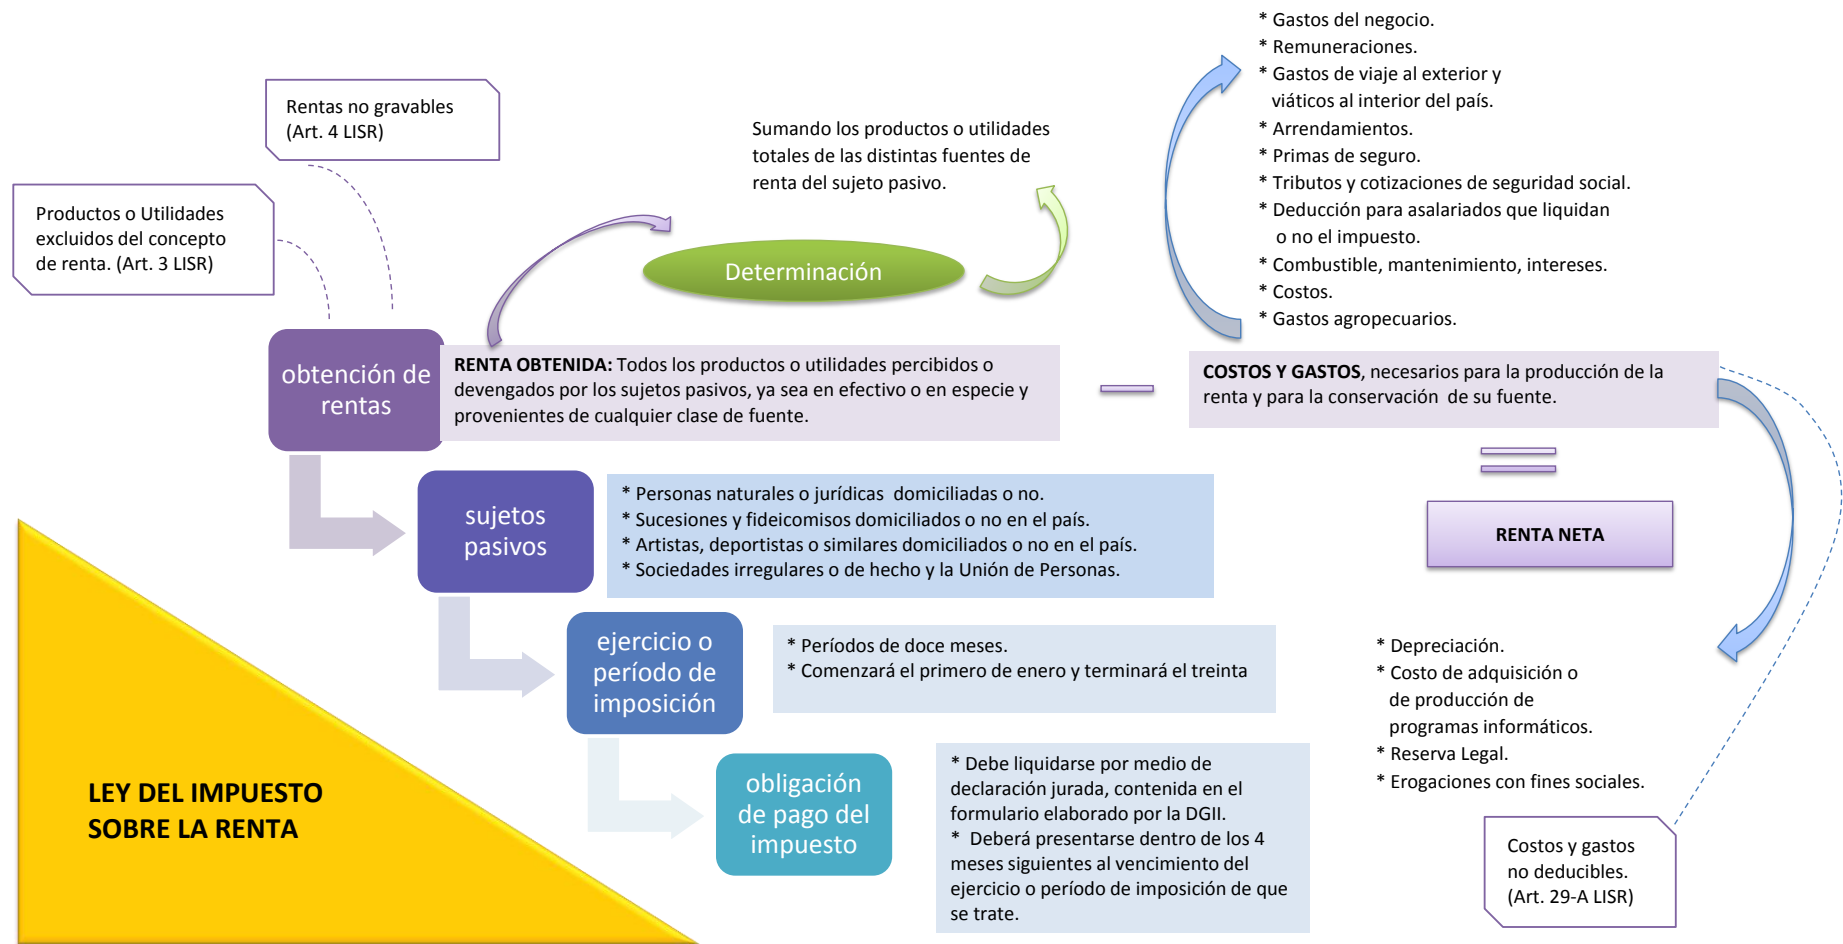 * Gastos del negocio.
* Remuneraciones.
* Gastos de viaje al exterior y
viáticos al interior del país.
* Arrendamientos.
* Primas de seguro.
* Tributos y cotizaciones de seguridad social.
* Deducción para asalariados que liquidan
o no el impuesto.
* Combustible, mantenimiento, intereses.
* Costos.
* Gastos agropecuarios.
Rentas no gravables
(Art. 4 LISR)
Sumando los productos o utilidades
totales de las distintas fuentes de
renta del sujeto pasivo.
Productos o Utilidades
excluidos del concepto
de renta. (Art. 3 LISR)
Determinación
obtención de
rentas
RENTA OBTENIDA: Todos los productos o utilidades percibidos o
devengados por los sujetos pasivos, ya sea en efectivo o en especie y
provenientes de cualquier clase de fuente.
COSTOS Y GASTOS, necesarios para la producción de la
renta y para la conservación de su fuente.
RENTA NETA
sujetos
pasivos
* Personas naturales o jurídicas domiciliadas o no.
* Sucesiones y fideicomisos domiciliados o no en el país.
* Artistas, deportistas o similares domiciliados o no en el país.
* Sociedades irregulares o de hecho y la Unión de Personas.
ejercicio o
período de
imposición
* Períodos de doce meses.
* Comenzará el primero de enero y terminará el treinta
* Depreciación.
* Costo de adquisición o
de producción de
programas informáticos.
* Reserva Legal.
* Erogaciones con fines sociales.
obligación
de pago del
impuesto
* Debe liquidarse por medio de
declaración jurada, contenida en el
formulario elaborado por la DGII.
* Deberá presentarse dentro de los 4
meses siguientes al vencimiento del
ejercicio o período de imposición de que
se trate.
Costos y gastos
no deducibles.
(Art. 29-A LISR)
LEY DEL IMPUESTO
SOBRE LA RENTA